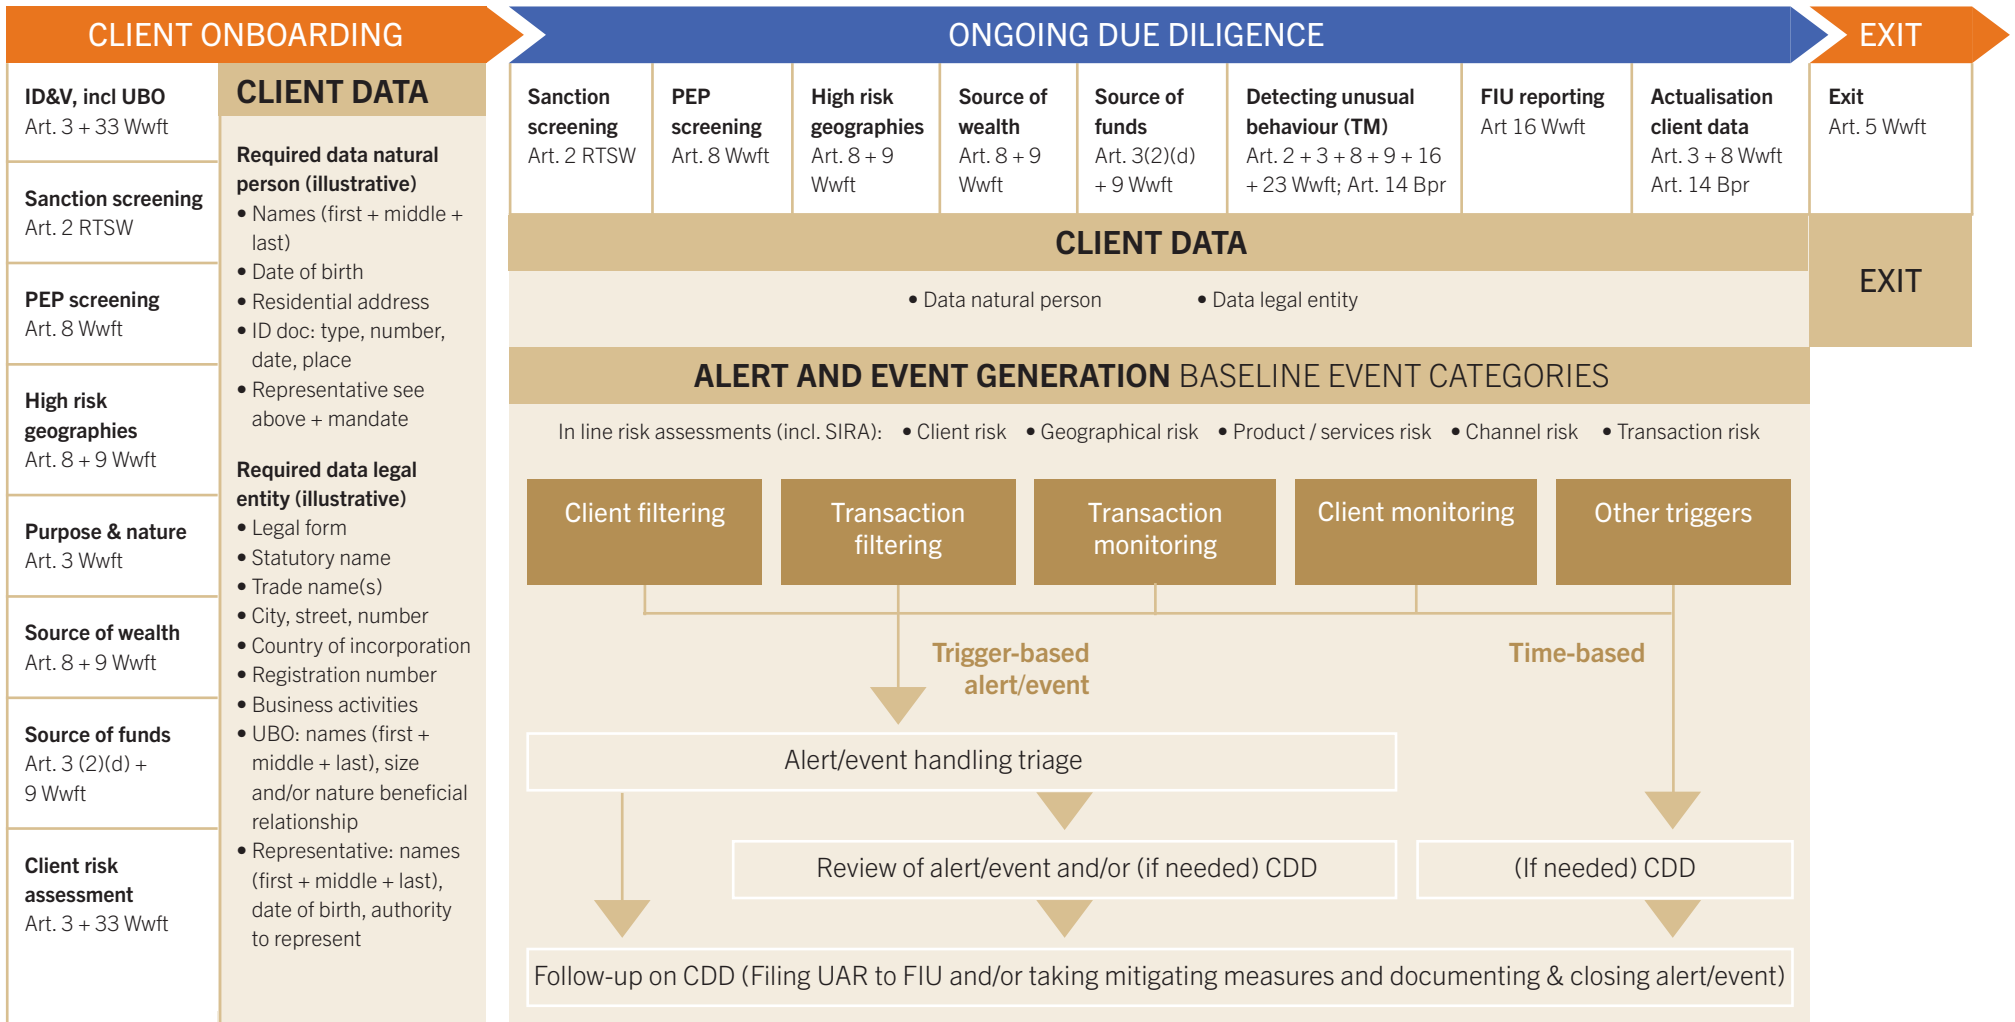 CLIENT ONBOARDING
ONGOING DUE DILIGENCE
EXIT
ID&V, incl UBO
Art. 3 + 33 Wwft
Sanction screening
Art. 2 RTSW
PEP screening
Art. 8 Wwft
High risk
geographies
Art. 8 + 9 Wwft
Purpose & nature
Art. 3 Wwft
Source of wealth
Art. 8 + 9 Wwft
Source of funds
Art. 3 (2)(d) +
9 Wwft
Client risk
assessment
Art. 3 + 33 Wwft
CLIENT DATA
Required data natural
person (illustrative)
• Names (first + middle +
last)
• Date of birth
• Residential address
• ID doc: type, number,
date, place
• Representative see
above + mandate
Required data legal
entity (illustrative)
• Legal form
• Statutory name
• Trade name(s)
• City, street, number
• Country of incorporation
• Registration number
• Business activities
• UBO: names (first +
middle + last), size
and/or nature beneficial
relationship
• Representative: names
(first + middle + last),
date of birth, authority
to represent
Sanction
screening
Art. 2 RTSW
PEP
screening
Art. 8 Wwft
High risk
geographies
Art. 8 + 9
Wwft
Source of
wealth
Art. 8 + 9
Wwft
Source of
funds
Art. 3(2)(d)
+ 9 Wwft
Detecting unusual
behaviour (TM)
Art. 2 + 3 + 8 + 9 + 16
+ 23 Wwft; Art. 14 Bpr
FIU reporting
Art 16 Wwft
Actualisation
client data
Art. 3 + 8 Wwft
Art. 14 Bpr
Exit
Art. 5 Wwft
CLIENT DATA
• Data natural person • Data legal entity
EXIT
ALERT AND EVENT GENERATION BASELINE EVENT CATEGORIES
In line risk assessments (incl. SIRA): • Client risk • Geographical risk • Product / services risk • Channel risk • Transaction risk
Client filtering
Transaction
filtering
Transaction
monitoring
Client monitoring
Other triggers
Trigger-based
alert/event
Time-based
Alert/event handling triage
Review of alert/event and/or (if needed) CDD
(If needed) CDD
Follow-up on CDD (Filing UAR to FIU and/or taking mitigating measures and documenting & closing alert/event)